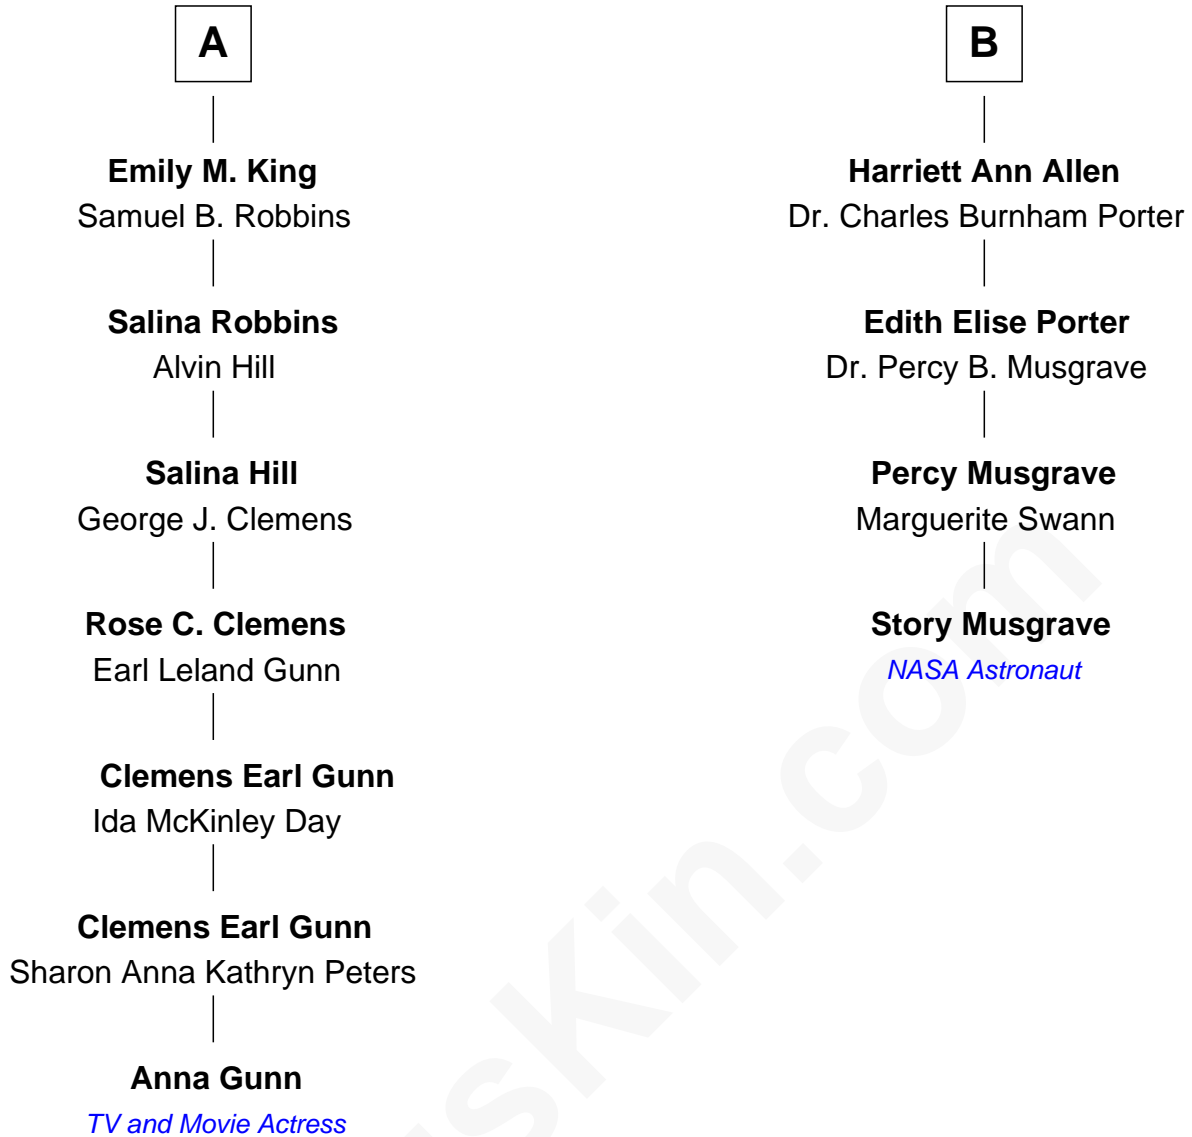 A
Emily M. King
Samuel B. Robbins
Salina Robbins
Alvin Hill
Salina Hill
George J. Clemens
Rose C. Clemens
Earl Leland Gunn
Clemens Earl Gunn
Ida McKinley Day
Clemens Earl Gunn
Sharon Anna Kathryn Peters
Anna Gunn
TV and Movie Actress
B
Harriett Ann Allen
Dr. Charles Burnham Porter
Edith Elise Porter
Dr. Percy B. Musgrave
Percy Musgrave
Marguerite Swann
Story Musgrave
NASA Astronaut